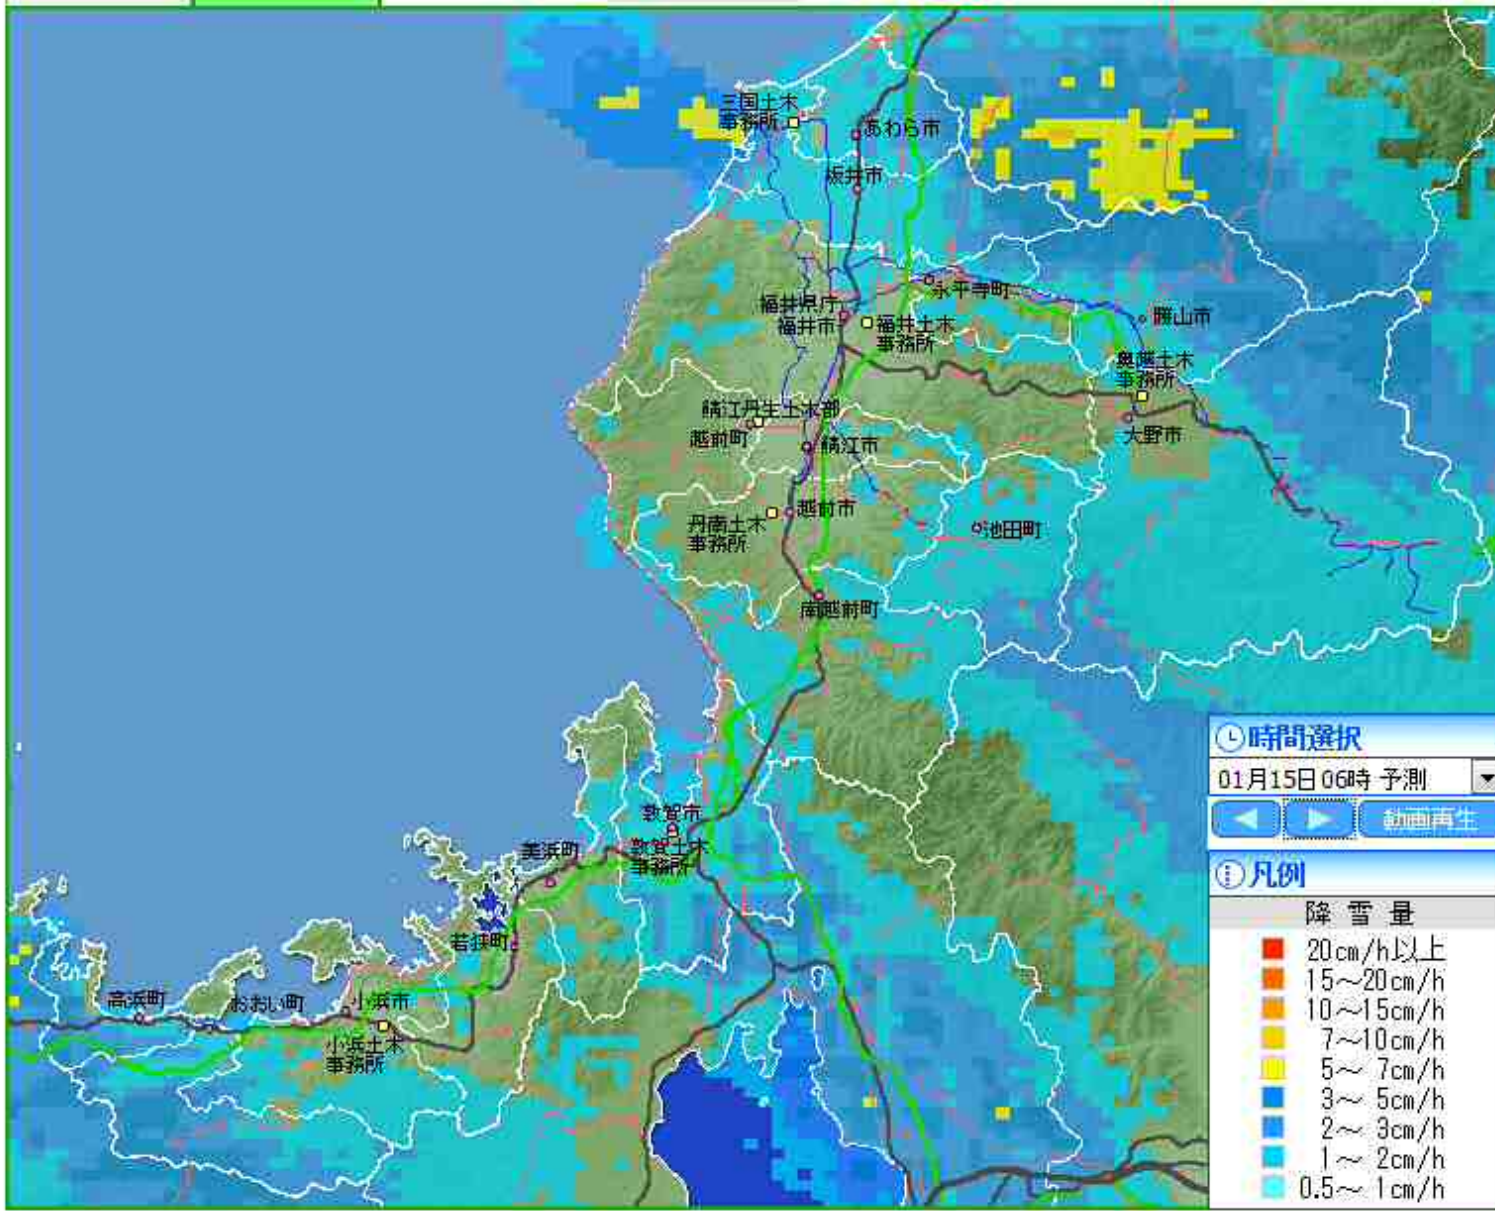 三国土木
事務所
あわら市
坂井市
永平寺町
福井県庁
福井市
福井土木
事務所
勝山市
奥越土木
事務所
鯖江丹生土木部
越前町
鯖江市
大野市
越前市
丹南土木
事務所
池田町
南越前町
時間選択
01月15日06時 予測
動画再生
敦賀市
敦賀土木
事務所
美浜町
若狭町
高浜町
おおい町
小浜市
小浜土木
事務所
凡例
降雪量
20cm/h以上
15～20cm/h
10～15cm/h
7～10cm/h
5～ 7cm/h
3～ 5cm/h
2～ 3cm/h
1～ 2cm/h
0.5～ 1cm/h